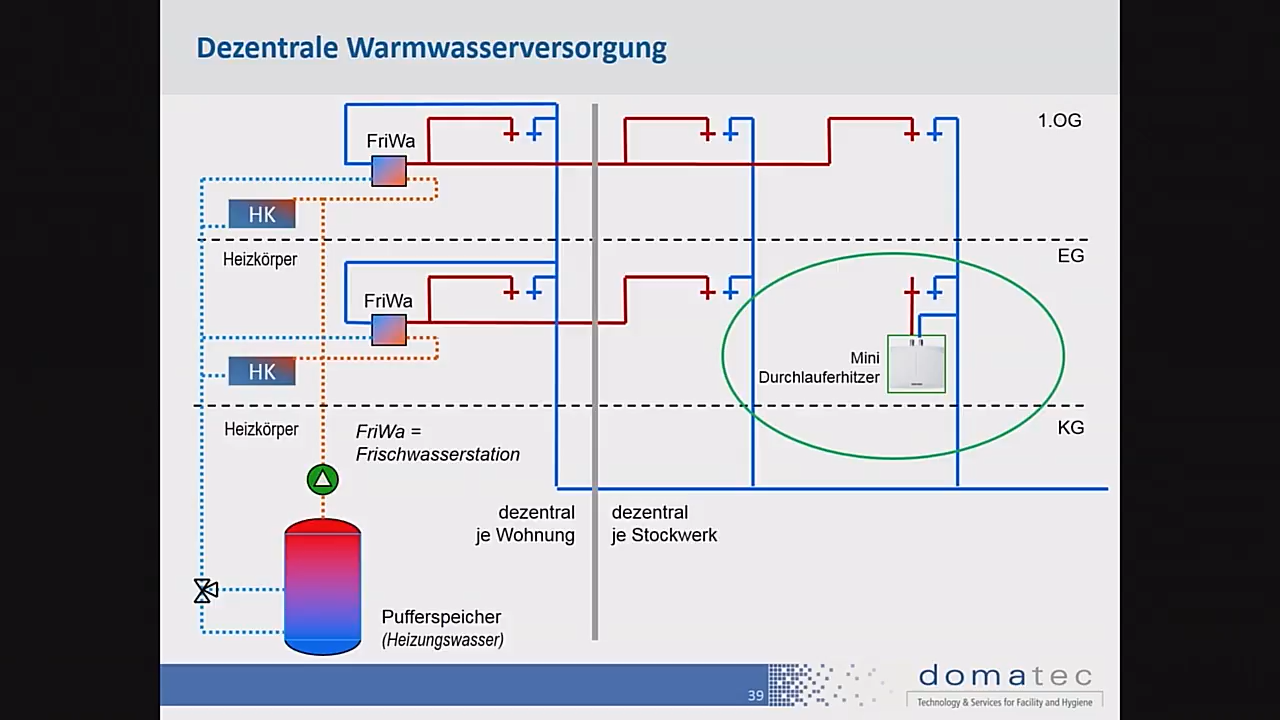 Dezentrale Warmwasserversorgung
1.OG
FriWa
HK
Heizkörper
EG
FriWa
HK
Mini
Durchlauferhitzer
Heizkörper
KG
FriWa =
Frischwasserstation
dezentral
je Wohnung
dezentral
je Stockwerk
Pufferspeicher
(Heizungswasser)
39
domatec
Technology & Services for Facility and Hygiene